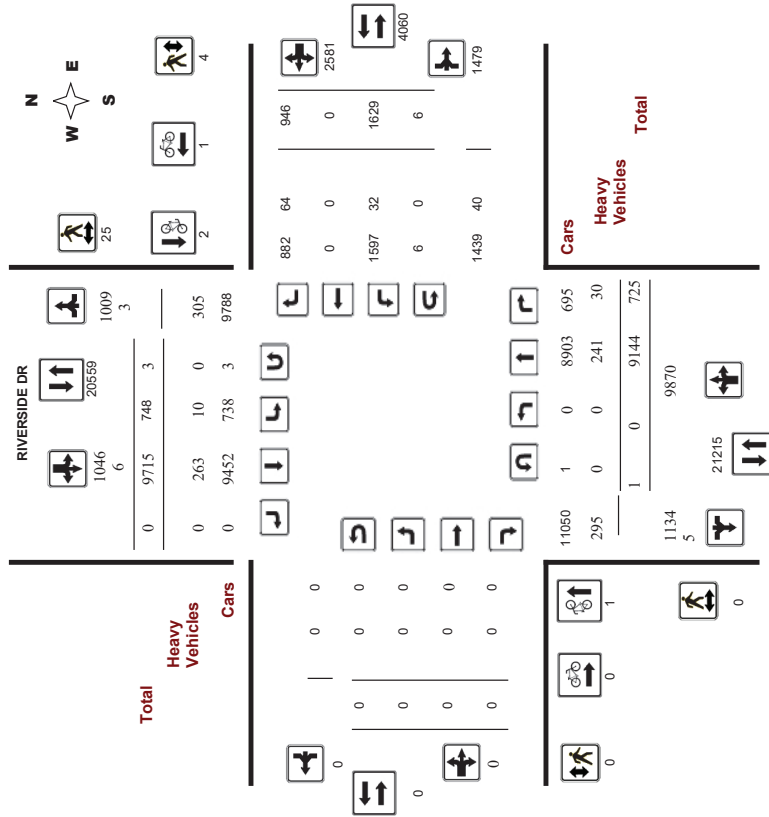 N
W E
S
RIVERSIDE DR
20559
1046
6
1009
3
0 9715 748 3
0 263 10 0 305
0 9452 738 3 9788
Total
Heavy
Vehicles
Cars
25
4
2
1
2581
4060
1479
882 64 946
0 0 0
1597 32 1629
6 0 6
1439 40
0 0
0 0 0
0 0 0
0 0 0
0 0 0
0
0
0
Cars
Heavy
Vehicles
Total
11050 1 0 8903 695
295 0 0 241 30
1 0 9144 725
1134
5
9870
21215
0
1
0
0